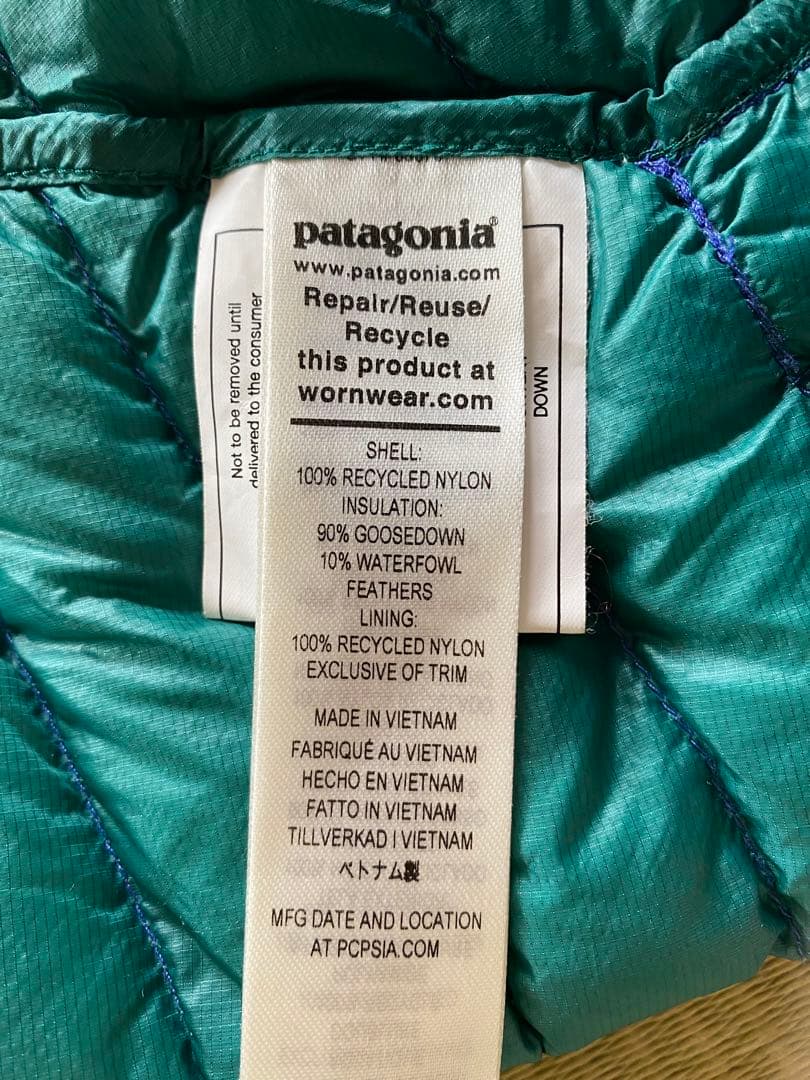 patagonia®
www.patagonia.com
Repair/Reuse/
Recycle
this product at
wornwear.com
SHELL:
100% RECYCLED NYLON
INSULATION:
90% GOOSEDOWN
10% WATERFOWL
FEATHERS
LINING:
100% RECYCLED NYLON
EXCLUSIVE OF TRIM
MADE IN VIETNAM
FABRIQUÉ AU VIETNAM
HECHO EN VIETNAM
FATTO IN VIETNAM
TILLVERKAD I VIETNAM
ベトナム製
MFG DATE AND LOCATION
AT PCPSIA.COM
Not to be removed until
delivered to the consumer
DOWN